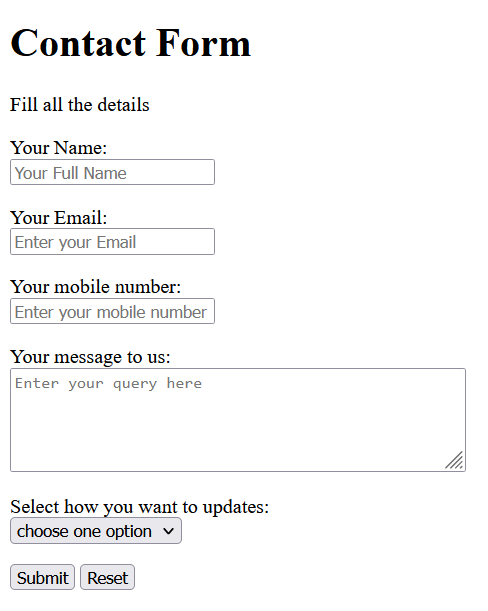 Contact Form
Fill all the details
Your Name:
Your Full Name
Your Email:
Enter your Email
Your mobile number:
Enter your mobile number
Your message to us:
Enter your query here
Select how you want to updates:
choose one option
Submit Reset